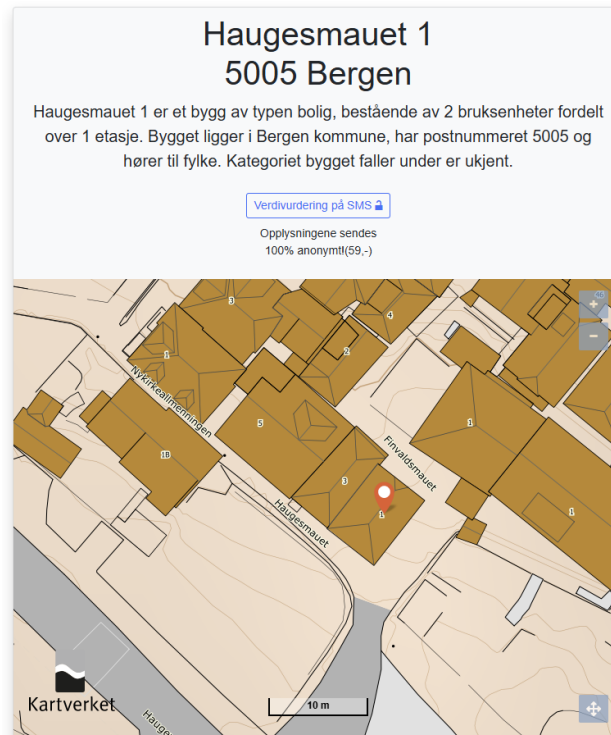 Haugesmauet 1
5005 Bergen
Haugesmauet 1 er et bygg av typen bolig, bestående av 2 bruksenheter fordelt
over 1 etasje. Bygget ligger i Bergen kommune, har postnummeret 5005 og
hører til fylke. Kategoriet bygget faller under er ukjent.
Verdivurdering på SMS
Opplysningene sendes
100% anonymt!(59,-)
3
4
+
−
2
1
Nykirkeallmenningen
5
1
Finvaldsmauet
1B
3
1
1
Haugesmauet
Kartverket
10 m
Hauge